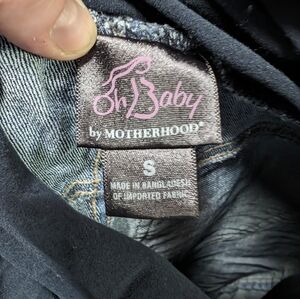 Oh Baby
by MOTHERHOOD®
S
MADE IN BANGLADESH
OF IMPORTED FABRIC